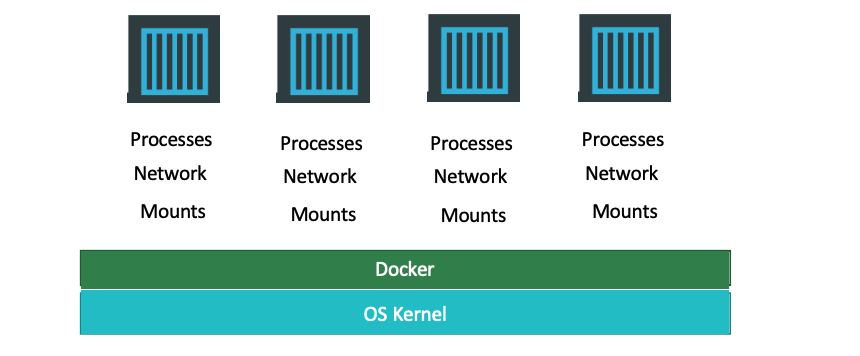 Processes
Network
Mounts
Processes
Network
Mounts
Processes
Network
Mounts
Processes
Network
Mounts
Docker
OS Kernel